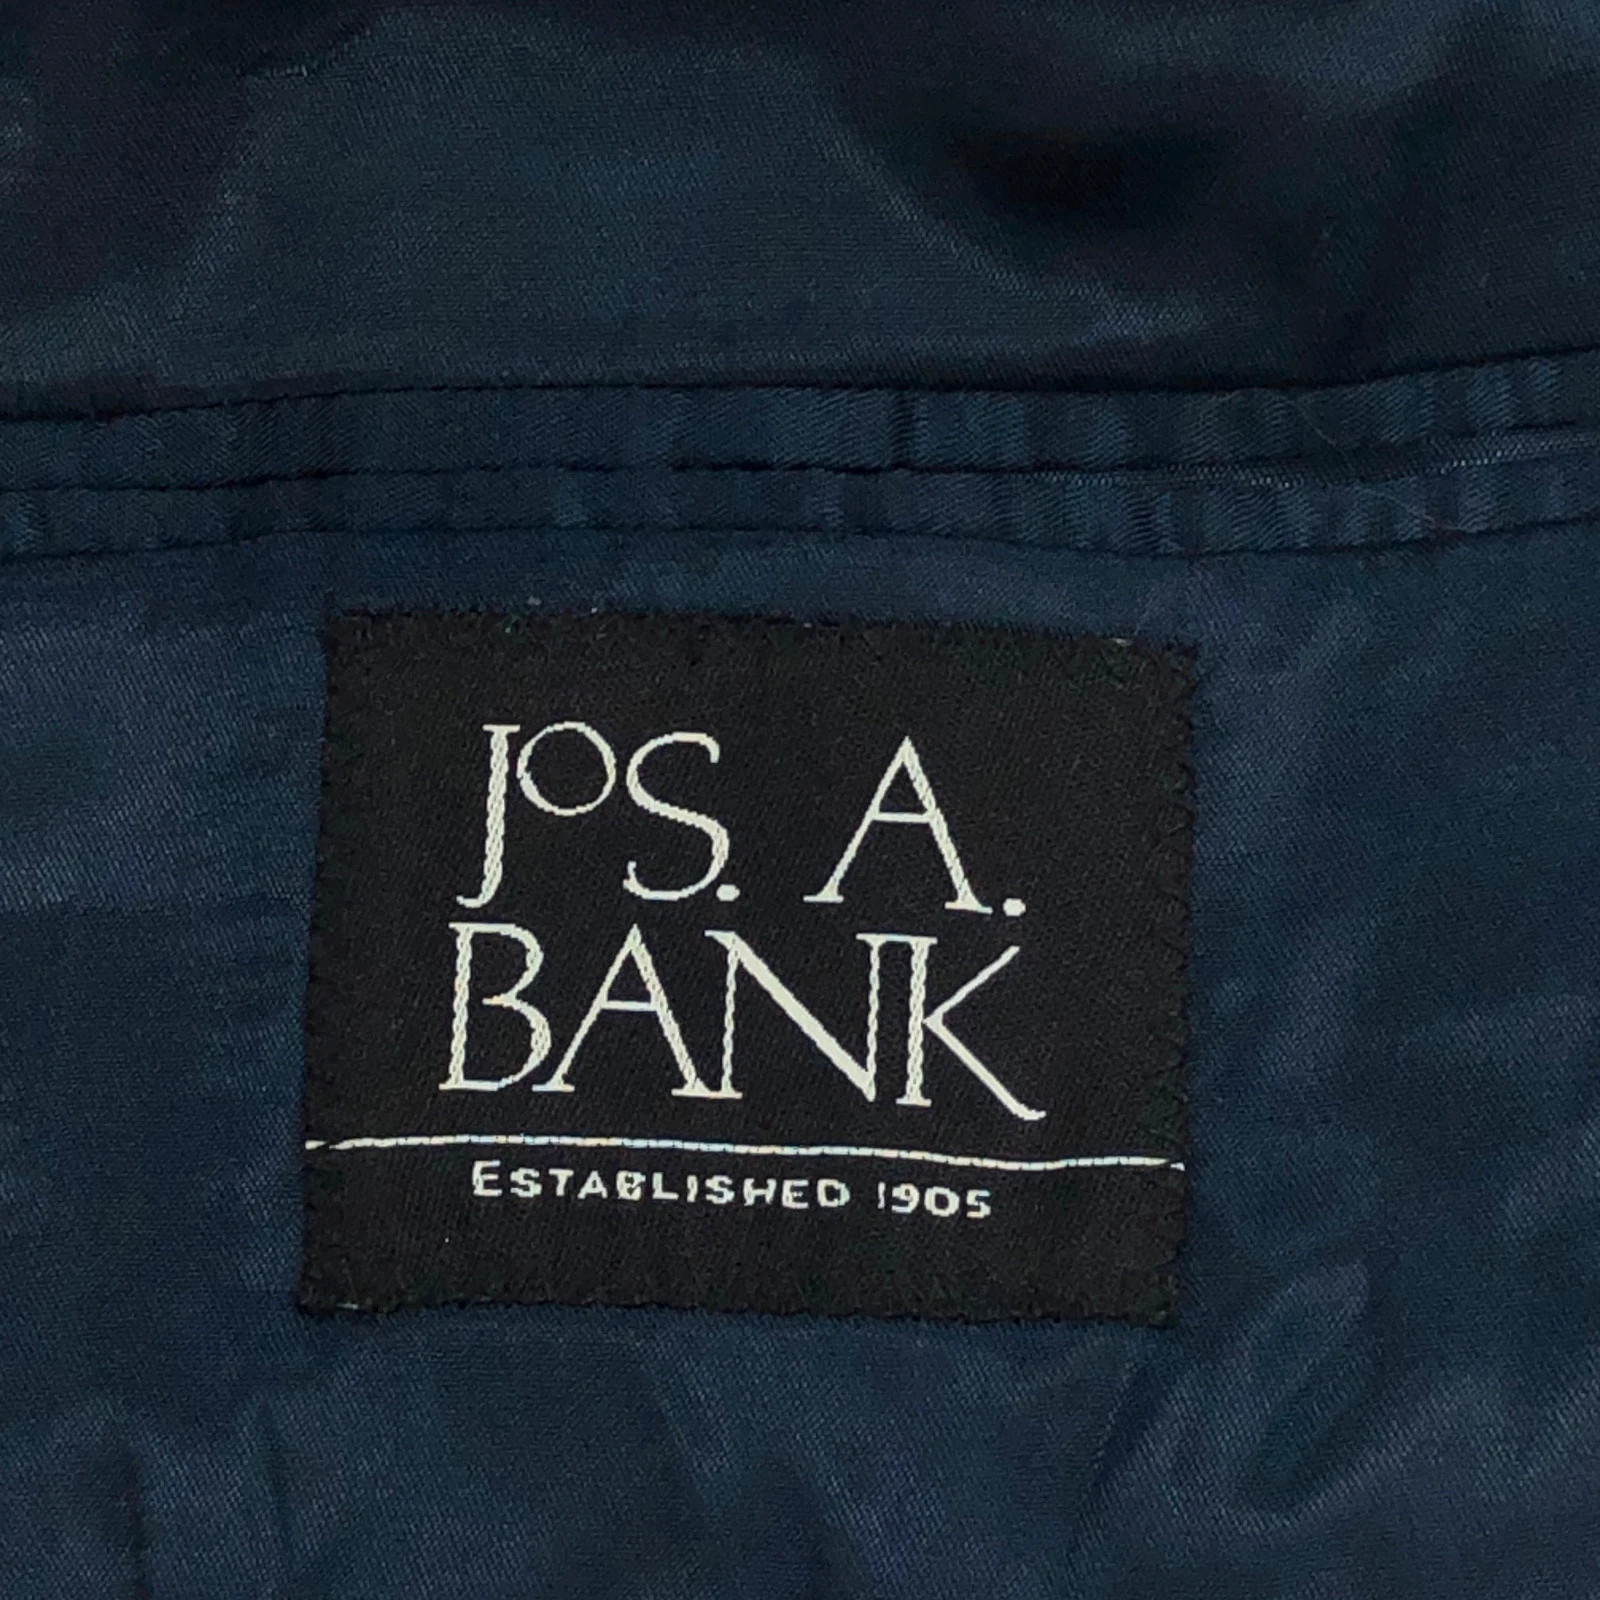 JOS. A.
BANK
ESTABLISHED 1905